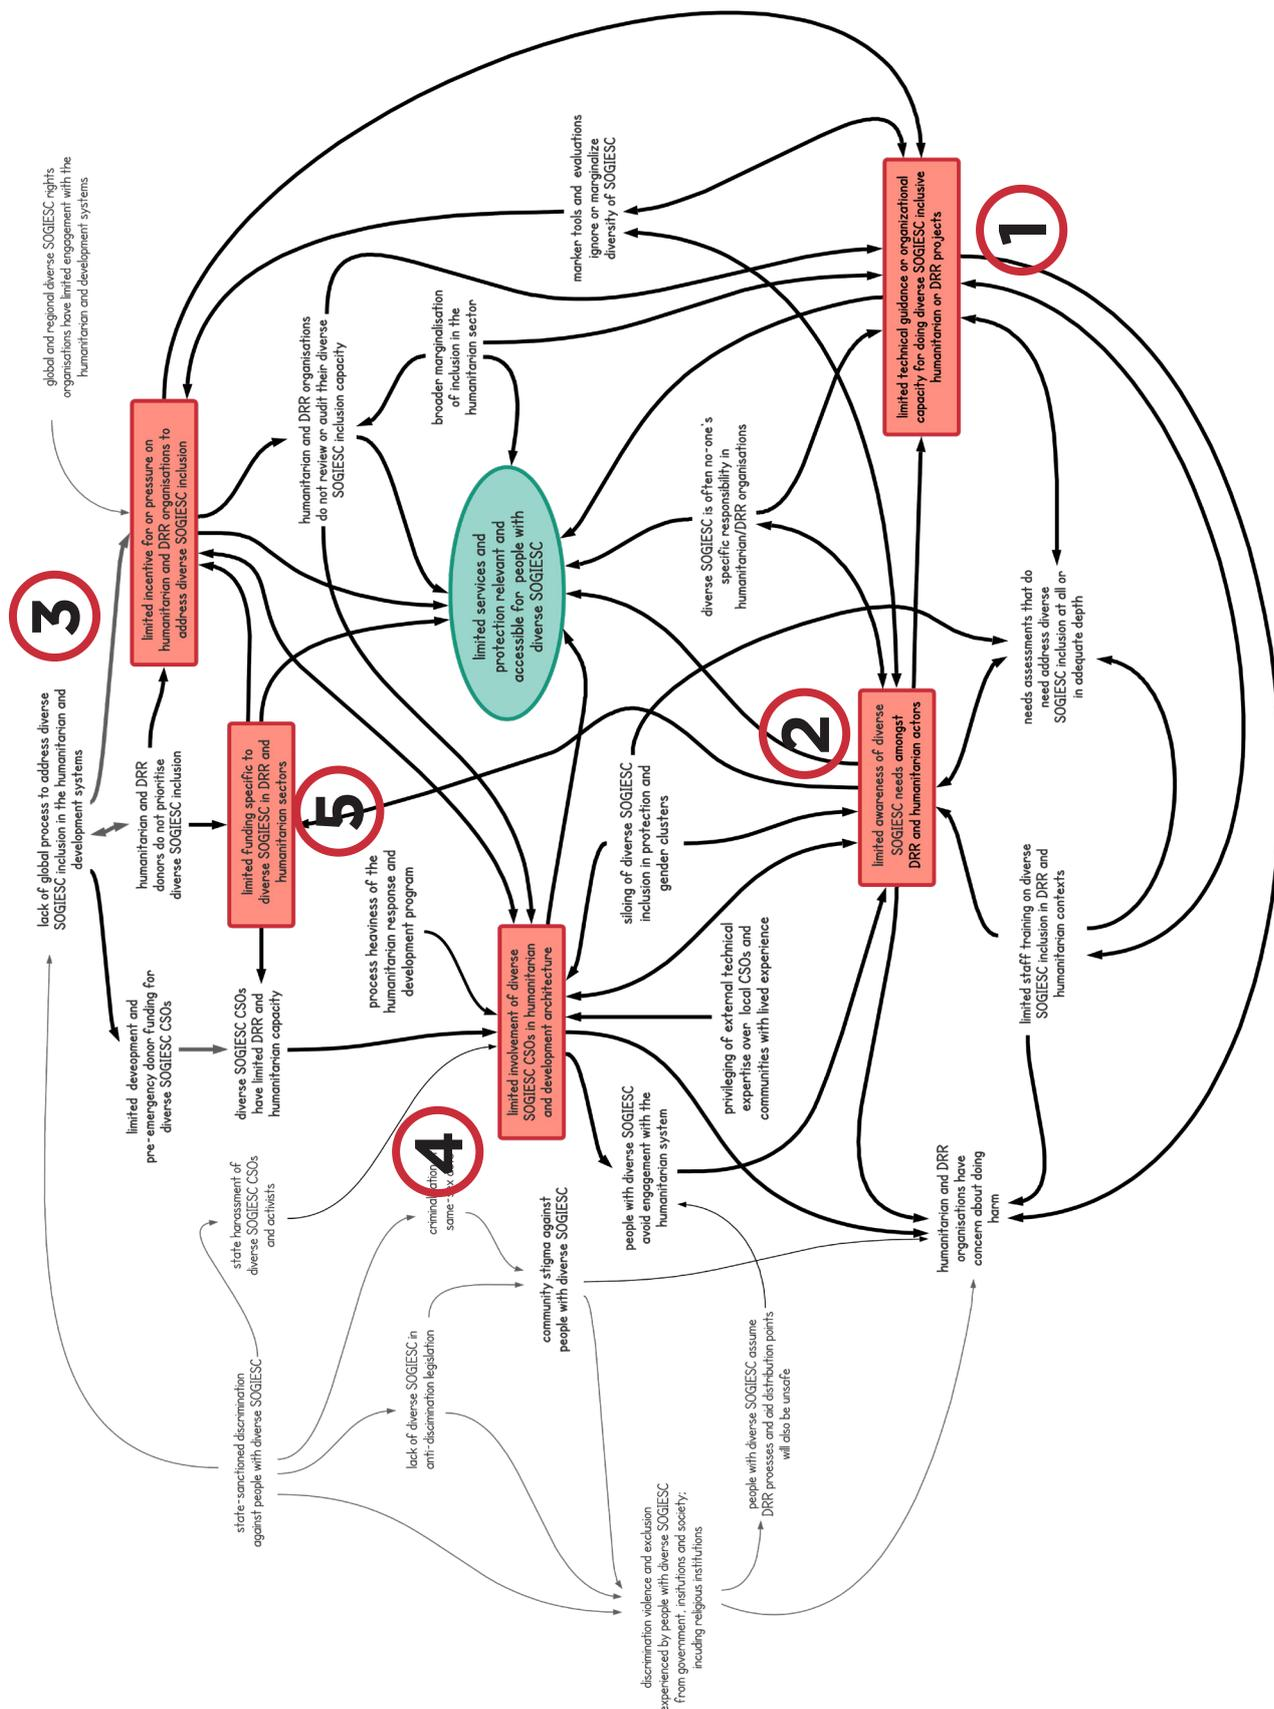 global and regional diverse SOGIESC rights
organisations have limited engagement with the
humanitarian and development systems
3
lack of global process to address diverse
SOGIESC inclusion in the humanitarian and
development systems
limited incentive for or pressure on
humanitarian and DRR organisations to
address diverse SOGIESC inclusion
humanitarian and DRR
donors do not prioritise
diverse SOGIESC inclusion
limited deveopment and
pre-emergency donor funding for
diverse SOGIESC CSOs
limited funding specific to
diverse SOGIESC in DRR and
humanitarian sectors
5
diverse SOGIESC CSOs
have limited DRR and
humanitarian capacity
state harassment of
diverse SOGIESC CSOs
and activists
state-sanctioned discrimination
against people with diverse SOGIESC
humanitarian and DRR organisations
do not review or audit their diverse
SOGIESC inclusion capacity
broader marginalisation
of inclusion in the
humanitarian sector
marker tools and evaluations
ignore or marginalize
diversity of SOGIESC
process heaviness of the
humanitarian response and
development program
4
same-sex
lack of diverse SOGIESC in
anti-discimination legislation
limited services and
protection relevant and
accessible for people with
diverse SOGIESC
limited involvement of diverse
SOGIESC CSOs in humanitarian
and development architecture
community stigma against
people with diverse SOGIESC
siloing of diverse SOGIESC
inclusion in protection and
gender clusters
people with diverse SOGIESC
avoid engagement with the
humanitarian system
discrimination violence and exclusion
experienced by people with diverse SOGIESC
from government, insitutions and society;
incuding religious institutions
diverse SOGIESC is often no-one's
specific responsibility in
humanitarian/DRR organisations
privileging of external technical
expertise over local CSOs and
communities with lived experience
people with diverse SOGIESC assume
DRR proesses and aid distribution points
will also be unsafe
2
limited awareness of diverse
SOGIESC needs amongst
DRR and humanitarian actors
limited technical guidance or organizational
capacity for doing diverse SOGIESC inclusive
humanitarian or DRR projects
1
humanitarian and DRR
organisations have
concern about doing
harm
needs assessments that do
need address diverse
SOGIESC inclusion at all or
in adequate depth
limited staff training on diverse
SOGIESC inclusion in DRR and
humanitarian contexts